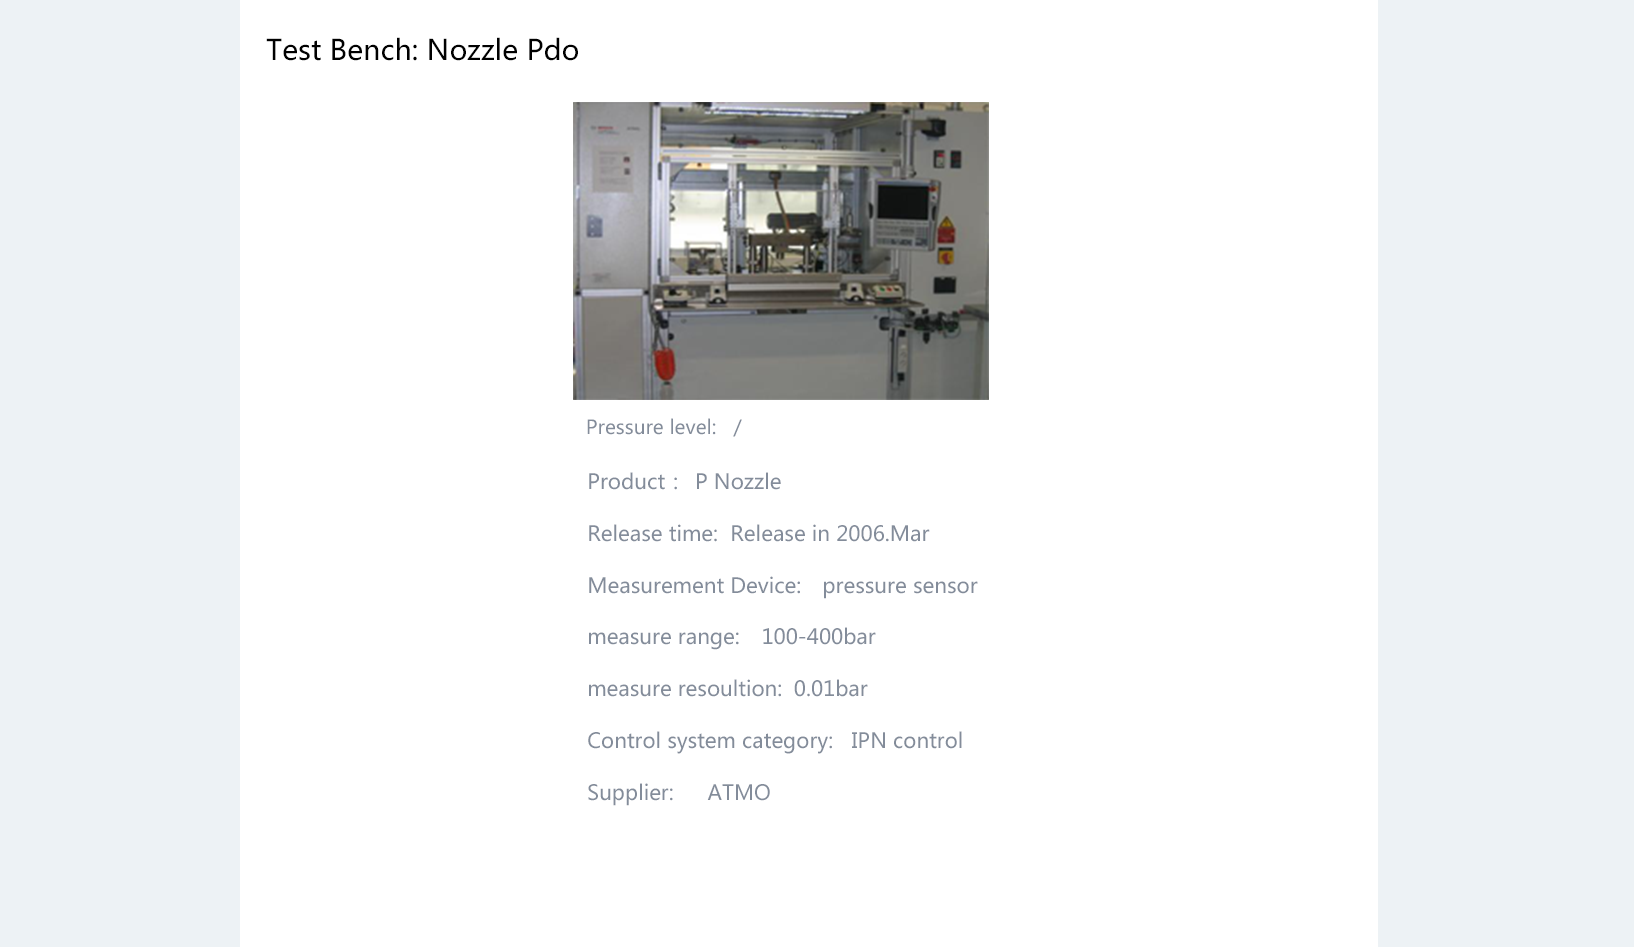 Test Bench: Nozzle Pdo
Pressure level: /
Product : P Nozzle
Release time: Release in 2006.Mar
Measurement Device: pressure sensor
measure range: 100-400bar
measure resoultion: 0.01bar
Control system category: IPN control
Supplier: ATMO